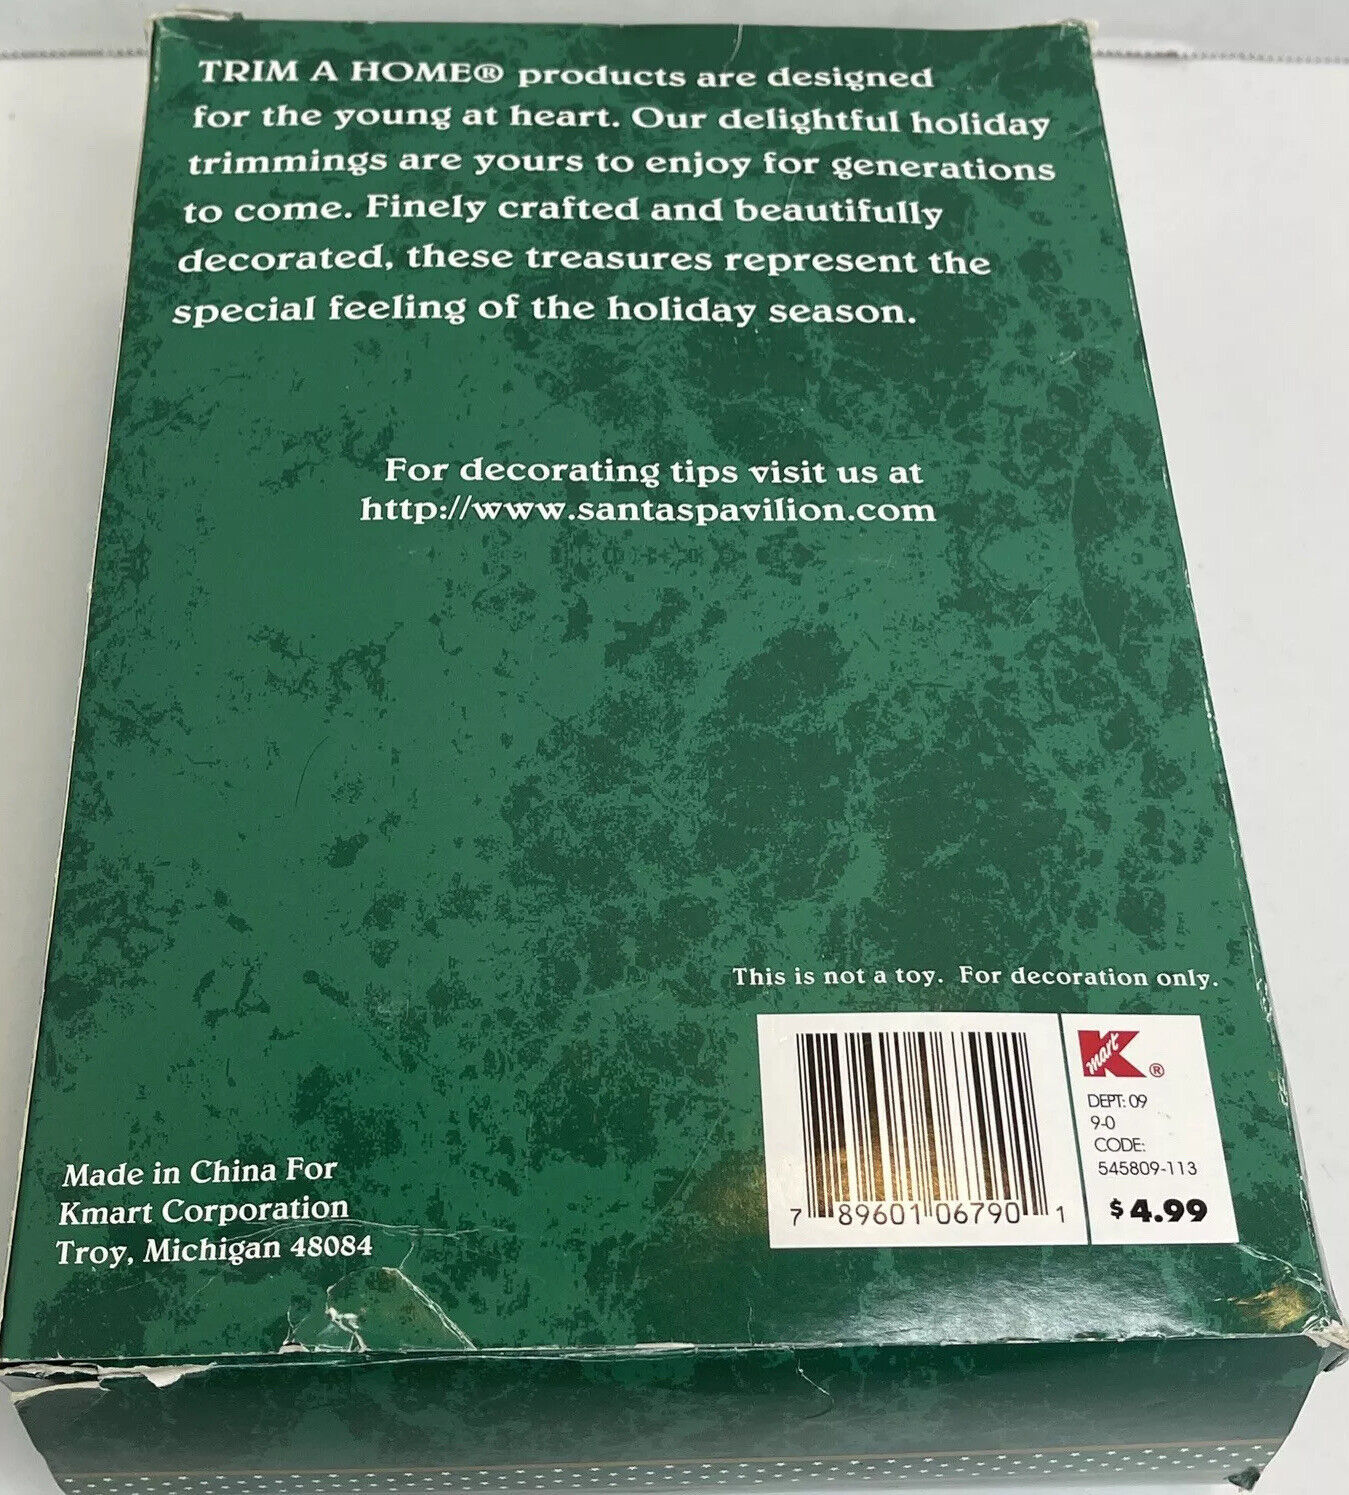 TRIM A HOME® products are designed
for the young at heart. Our delightful holiday
trimmings are yours to enjoy for generations
to come. Finely crafted and beautifully
decorated, these treasures represent the
special feeling of the holiday season.
For decorating tips visit us at
http://www.santaspavilion.com
This is not a toy. For decoration only.
Kmart®
DEPT: 09
9-0
CODE:
545809-113
$4.99
7 89601 06790 1
Made in China For
Kmart Corporation
Troy, Michigan 48084